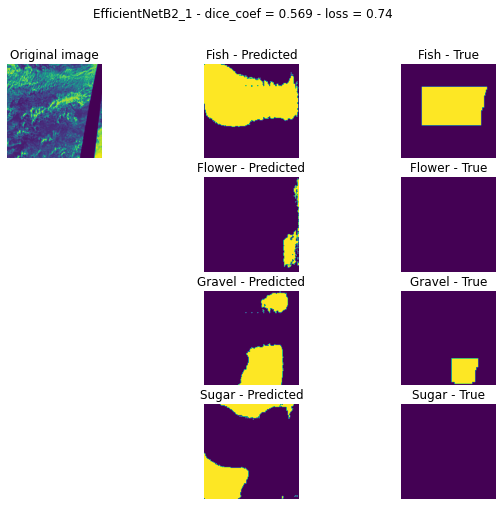 EfficientNetB2_1 - dice_coef = 0.569 - loss = 0.74
Original image
Fish - Predicted
Fish - True
Flower - Predicted
Flower - True
Gravel - Predicted
Gravel - True
Sugar - Predicted
Sugar - True